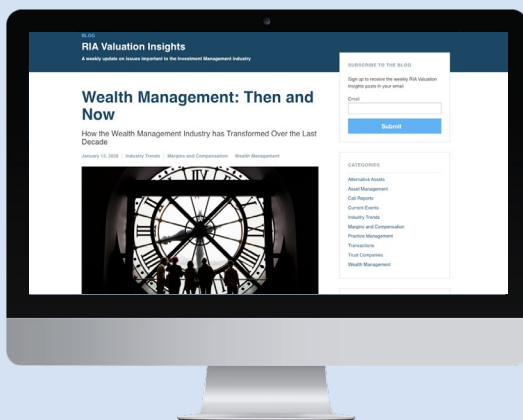 BLOG
RIA Valuation Insights
A weekly update on issues important to the Investment Management industry
Wealth Management: Then and
Now
How the Wealth Management Industry has Transformed Over the Last
Decade
January 13, 2020 | Industry Trends | Margins and Compensation Wealth Management
SUBSCRIBE TO THE BLOG
Sign up to receive the weekly RIA Valuation
Insights posts in your email
Email
Submit
CATEGORIES
Alternative Assets
Asset Management
Call Reports
Current Events
Industry Trends
Margins and Compensation
Practice Management
Transactions
Trust Companies
Wealth Management